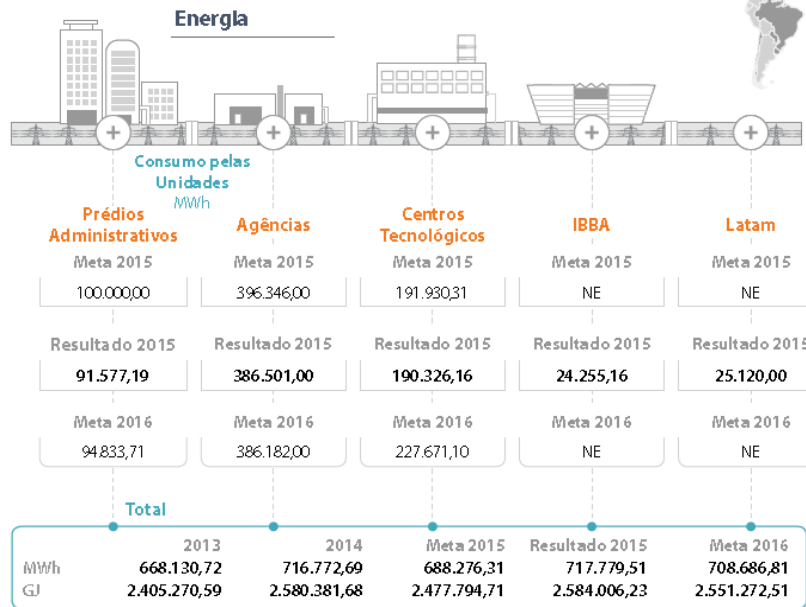 Energia
Consumo pelas
Unidades
MWh
Prédios
Administrativos
Agências
Centros
Tecnológicos
IBBA
Latam
Meta 2015
Meta 2015
Meta 2015
Meta 2015
Meta 2015
100.000,00
396.346,00
191.930,31
NE
NE
Resultado 2015
Resultado 2015
Resultado 2015
Resultado 2015
Resultado 2015
91.577,19
386.501,00
190.326,16
24.255,16
25.120,00
Meta 2016
Meta 2016
Meta 2016
Meta 2016
Meta 2016
94.833,71
386.182,00
227.671,10
NE
NE
Total
2013 2014 Meta 2015 Resultado 2015 Meta 2016
MWh 668.130,72 716.772,69 688.276,31 717.779,51 708.686,81
GJ 2.405.270,59 2.580.381,68 2.477.794,71 2.584.006,23 2.551.272,51